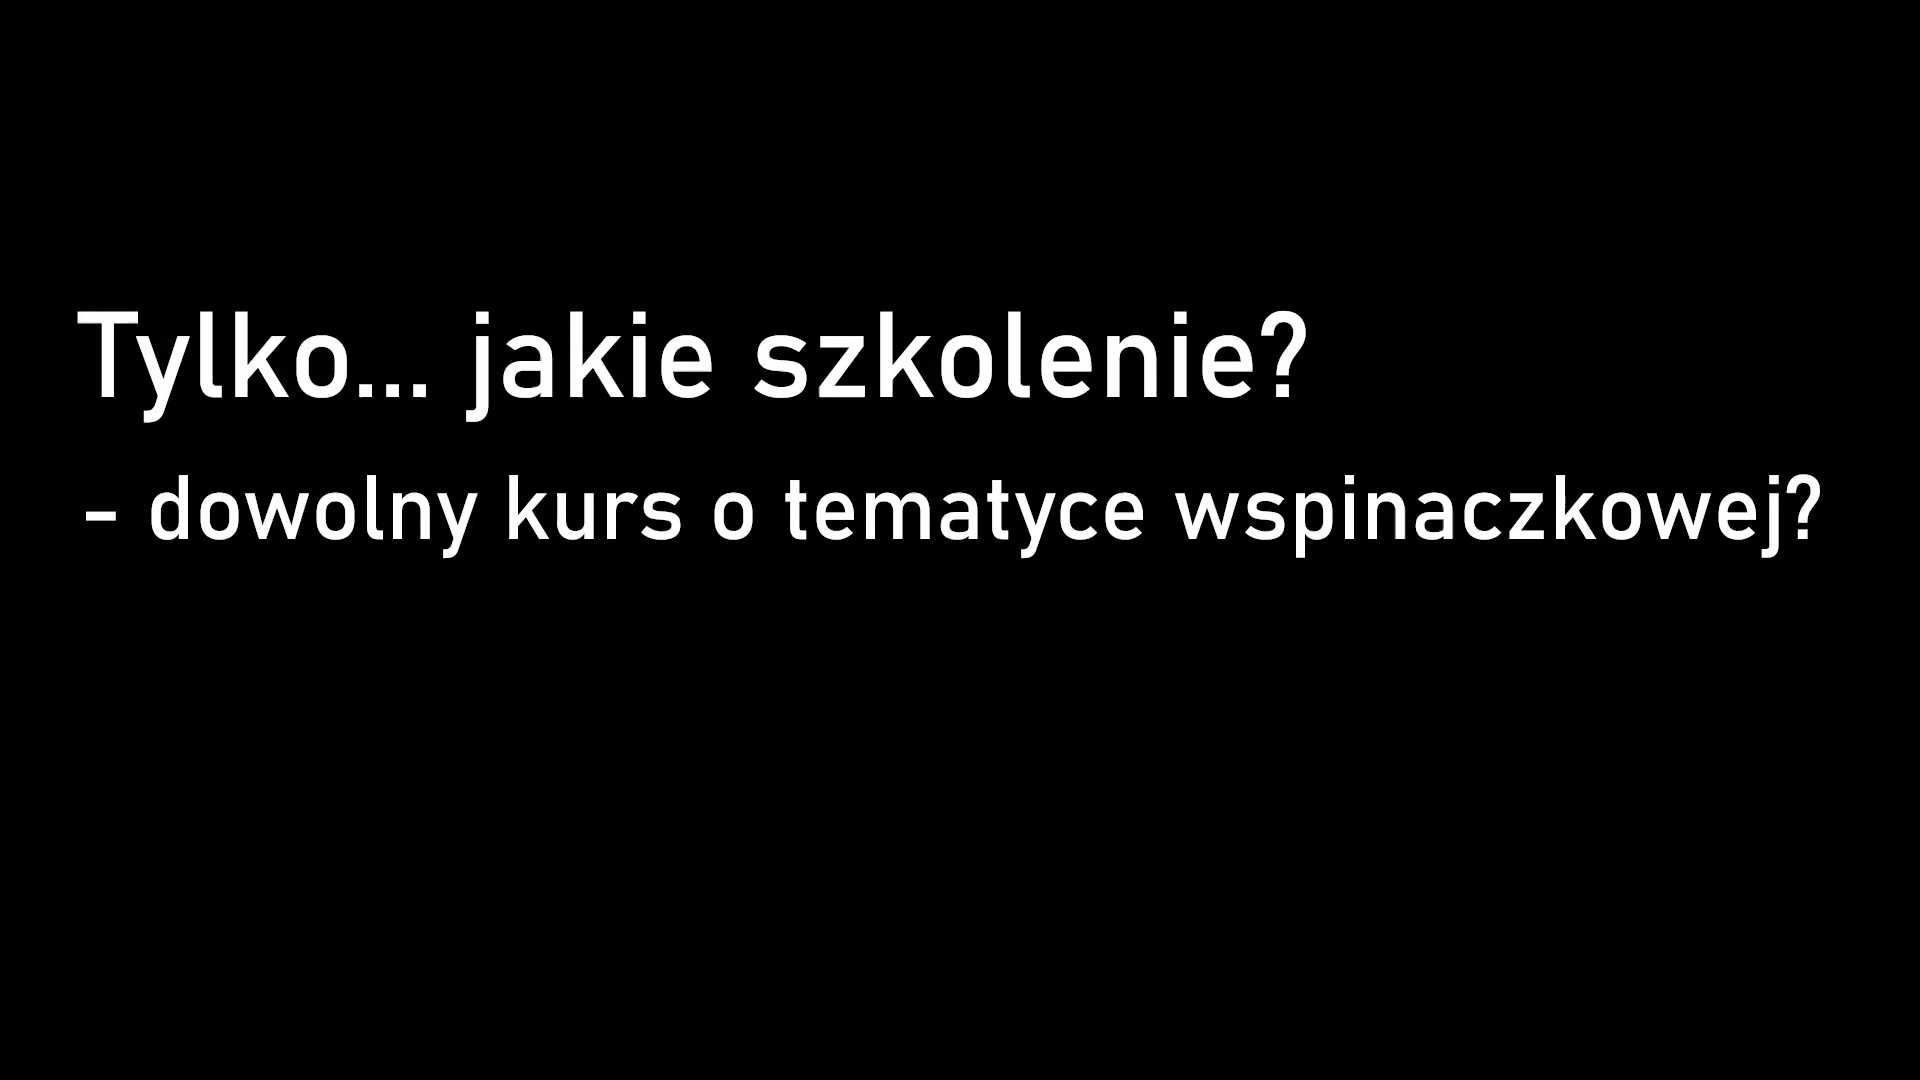 Tylko... jakie szkolenie?
- dowolny kurs o tematyce wspinaczkowej?